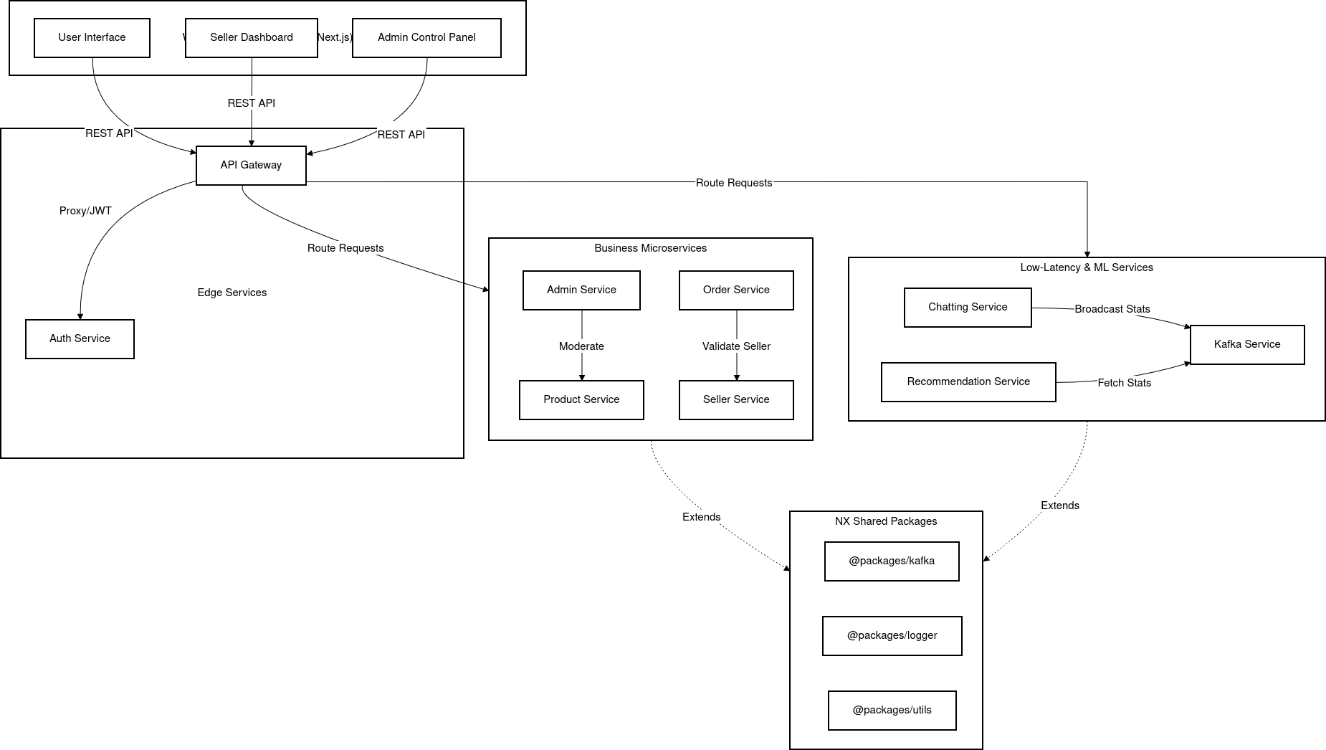 User Interface
Seller Dashboard
Next.js)
Admin Control Panel
REST API
REST API
REST API
API Gateway
Route Requests
Proxy/JWT
Route Requests
Edge Services
Auth Service
Business Microservices
Admin Service
Order Service
Moderate
Validate Seller
Product Service
Seller Service
Low-Latency & ML Services
Chatting Service
Broadcast Stats
Kafka Service
Recommendation Service
Fetch Stats
Extends
Extends
NX Shared Packages
@packages/kafka
@packages/logger
@packages/utils